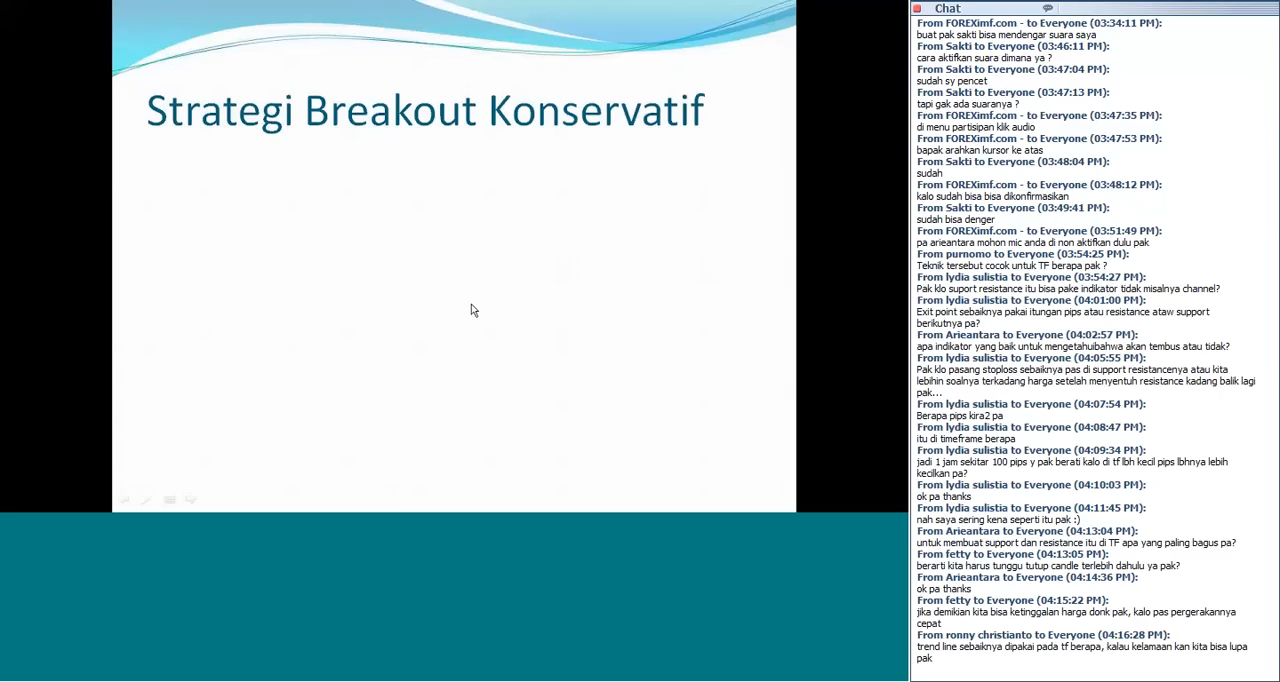 Strategi Breakout Konservatif
Chat
From FOREXimf.com - to Everyone (03:34:11 PM):
buat pak sakti bisa mendengar suara saya
From Sakti to Everyone (03:46:11 PM):
cara aktifkan suara dimana ya ?
From Sakti to Everyone (03:47:04 PM):
sudah sy pencet
From Sakti to Everyone (03:47:13 PM):
tapi gak ada suaranya ?
From FOREXimf.com - to Everyone (03:47:35 PM):
di menu partisipan klik audio
From FOREXimf.com - to Everyone (03:47:53 PM):
bapak arahkan kursor ke atas
From Sakti to Everyone (03:48:04 PM):
sudah
From FOREXimf.com - to Everyone (03:48:12 PM):
kalo sudah bisa bisa dikonfirmasikan
From Sakti to Everyone (03:49:41 PM):
sudah bisa denger
From FOREXimf.com - to Everyone (03:51:49 PM):
pa arieantara mohon mic anda di non aktifkan dulu pak
From purnomo to Everyone (03:54:25 PM):
Teknik tersebut cocok untuk TF berapa pak ?
From lydia sulistia to Everyone (03:54:27 PM):
Pak klo suport resistance itu bisa pake indikator tidak misalnya channel?
From lydia sulistia to Everyone (04:01:00 PM):
Exit point sebaiknya pakai itungan pips atau resistance ataw support
berikutnya pa?
From Arieantara to Everyone (04:02:57 PM):
apa indikator yang baik untuk mengetahuibahwa akan tembus atau tidak?
From lydia sulistia to Everyone (04:05:55 PM):
Pak klo pasang stoploss sebaiknya pas di support resistancenya atau kita
lebihin soalnya terkadang harga setelah menyentuh resistance kadang balik lagi
pak...
From lydia sulistia to Everyone (04:07:54 PM):
Berapa pips kira2 pa
From lydia sulistia to Everyone (04:08:47 PM):
itu di timeframe berapa
From lydia sulistia to Everyone (04:09:34 PM):
jadi 1 jam sekitar 100 pips y pak berati kalo di tf lbh kecil pips lbhnya lebih
kecilkan pa?
From lydia sulistia to Everyone (04:10:03 PM):
ok pa thanks
From lydia sulistia to Everyone (04:11:45 PM):
nah saya sering kena seperti itu pak :)
From Arieantara to Everyone (04:13:04 PM):
untuk membuat support dan resistance itu di TF apa yang paling bagus pa?
From fetty to Everyone (04:13:05 PM):
berarti kita harus tunggu tutup candle terlebih dahulu ya pak?
From Arieantara to Everyone (04:14:36 PM):
ok pa thanks
From fetty to Everyone (04:15:22 PM):
jika demikian kita bisa ketinggalan harga donk pak, kalo pas pergerakannya
cepat
From ronny christianto to Everyone (04:16:28 PM):
trend line sebaiknya dipakai pada tf berapa, kalau kelamaan kan kita bisa lupa
pak